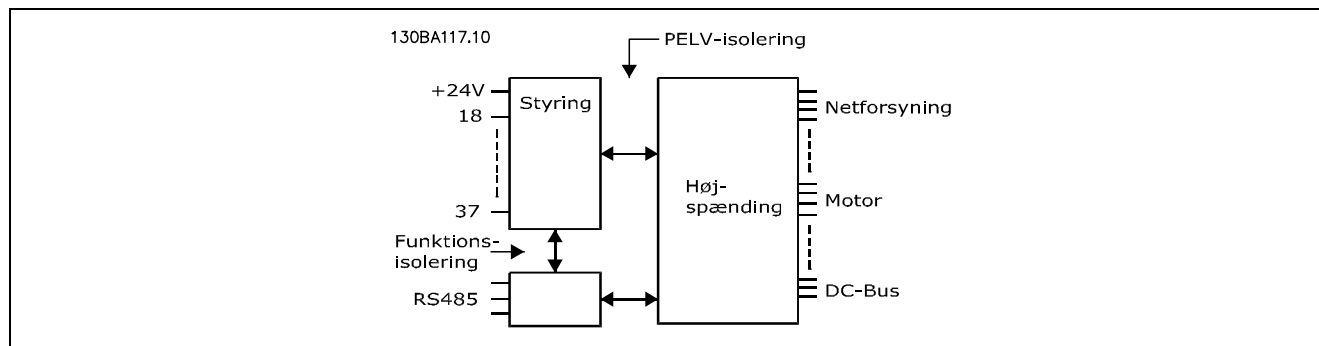 130BA117.10
PELV-isolering
+24V
18
37
Styring
Høj-
spænding
Netforsyning
Motor
DC-Bus
Funktions-
isolering
RS485